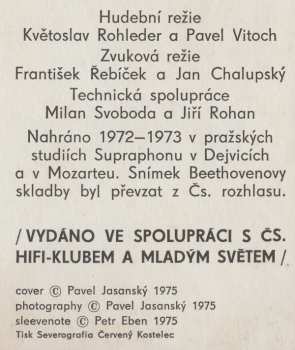 Hudební režie
Květoslav Rohleder a Pavel Vitoch
Zvuková režie
František Řebíček a Jan Chalupský
Technická spolupráce
Milan Svoboda a Jiří Rohan
Nahráno 1972–1973 v pražských
studiích Supraphonu v Dejvicích
a v Mozarteu. Snímek Beethovenovy
skladby byl převzat z Čs. rozhlasu.
/VYDÁNO VE SPOLUPRÁCI S ČS.
HIFI-KLUBEM A MLADÝM SVĚTEM/
cover © Pavel Jasanský 1975
photography © Pavel Jasanský 1975
sleevenote © Petr Eben 1975
Tisk Severografia Červený Kostelec